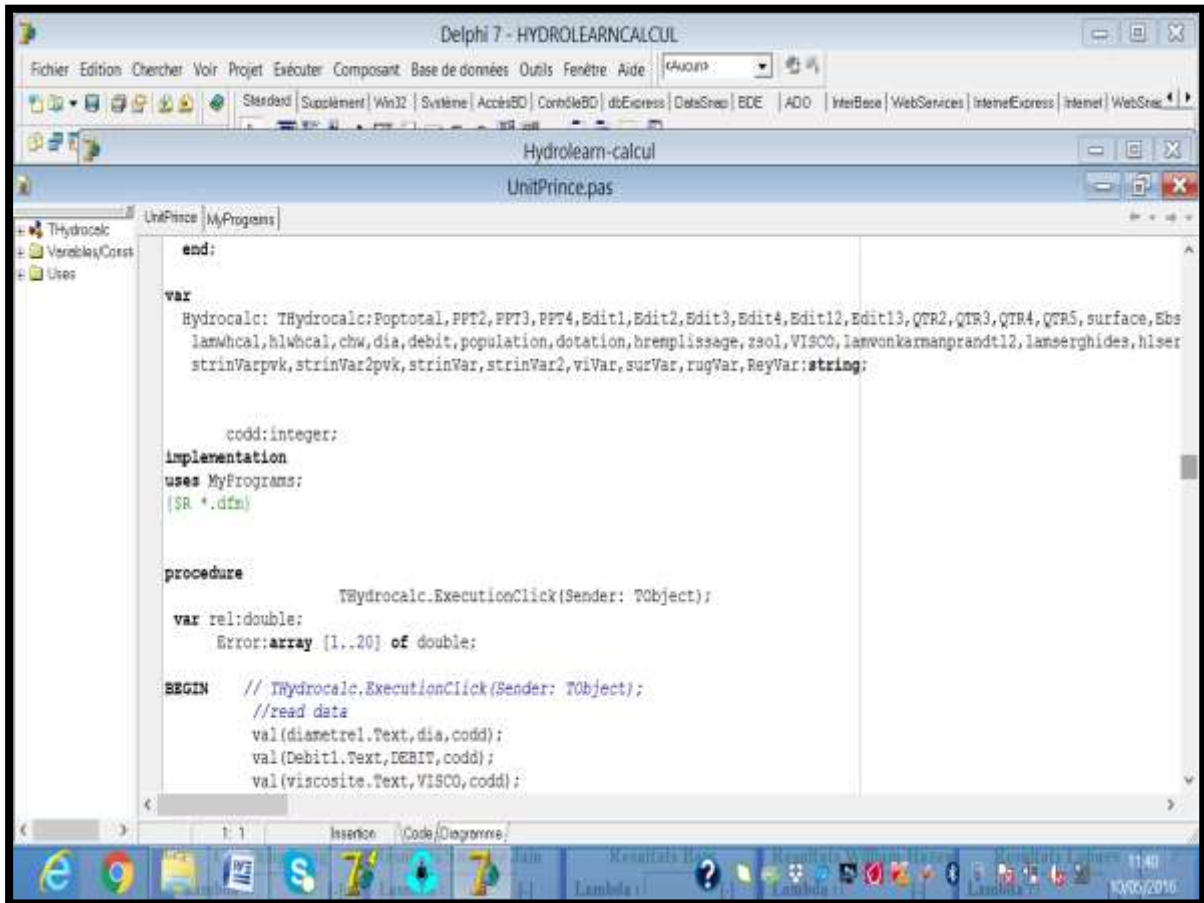 Delphi 7 - HYDROLEARNCALCUL
Fichier Edition Chercher Voir Projet Exécuter Composant Base de données Outils Fenêtre Aide <Aucun>
Standard Supplément Win32 Système AccèsBD ContrôleBD dbExpress DataSnap BDE ADO InterBase WebServices InternetExpress Internet WebSnap
Hydrolearn-calcul
UnitPrince.pas
THydrocalc
Variables/Const
Uses
UnitPrince MyPrograms
end;
var
Hydrocalc: THydrocalc;Poptotal,PPT2,PPT3,PPT4,Edit1,Edit2,Edit3,Edit4,Edit12,Edit13,QTR2,QTR3,QTR4,QTR5,surface,Ebs
lamwhcal,hlwhcal,chw,dia,debit,population,dotation,hremplissage,zsol,VISCO,lamvonkarmanprandtl2,lamserghides,hlser
strinVarpvk,strinVar2pvk,strinVar,strinVar2,viVar,surVar,rugVar,ReyVar:string;
codd:integer;
implementation
uses MyPrograms;
{$R *.dfm}
procedure
THydrocalc.ExecutionClick(Sender: TObject);
var rel:double;
Error:array [1..20] of double;
BEGIN // THydrocalc.ExecutionClick(Sender: TObject);
//read data
val(diametre1.Text,dia,codd);
val(Debit1.Text,DEBIT,codd);
val(viscosite.Text,VISCO,codd);
1: 1 Insertion Code Diagramme
11:40
10/05/2016